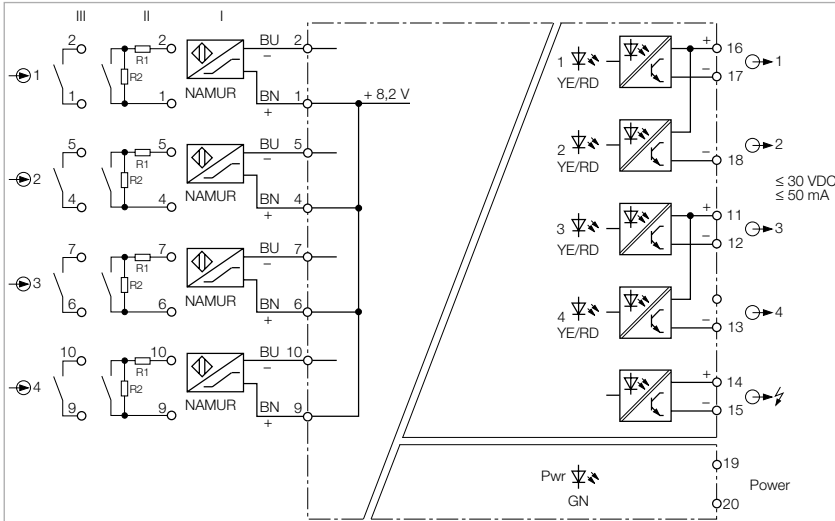 III II I
2 2 BU 2
R1 −
1 R2
1 1 NAMUR BN 1 + 8,2 V
+
5 5 BU 5
R1 −
2 R2
4 4 NAMUR BN 4
+
7 7 BU 7
R1 −
3 R2
6 6 NAMUR BN 6
+
10 10 BU 10
R1 −
4 R2
9 9 NAMUR BN 9
+
1 YE/RD + 16 1
− 17
2 YE/RD 2
− 18
≤ 30 VDC
≤ 50 mA
3 YE/RD + 11 3
− 12
4 YE/RD 4
− 13
+ 14
− 15
19
Pwr Power
GN 20